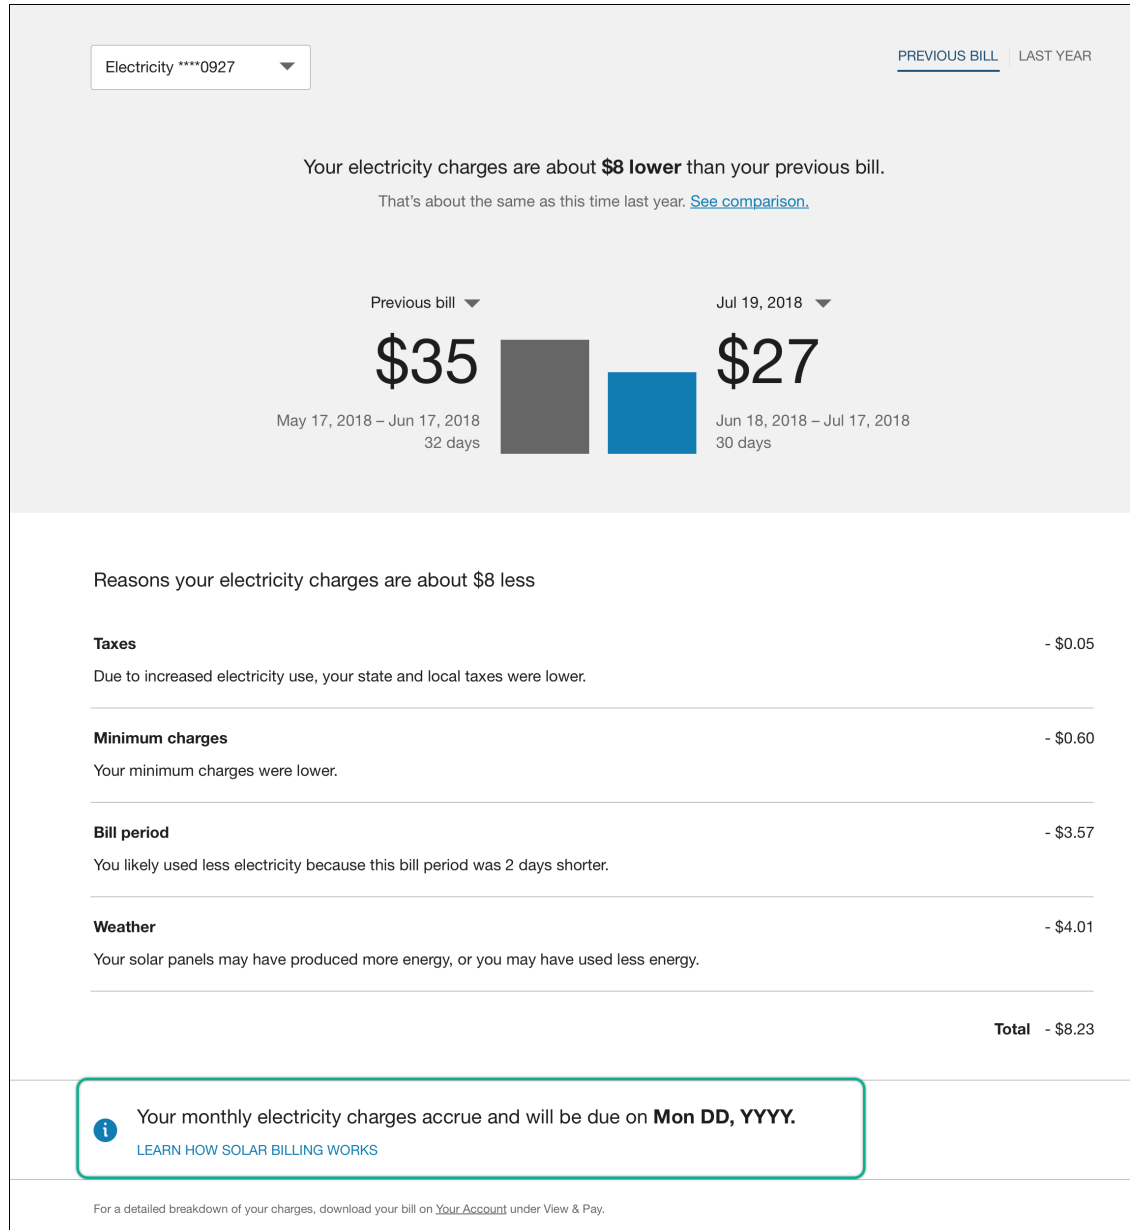 Electricity ****0927
PREVIOUS BILL
LAST YEAR
Your electricity charges are about $8 lower than your previous bill.
That’s about the same as this time last year. See comparison.
Previous bill
$35
May 17, 2018 – Jun 17, 2018
32 days
Jul 19, 2018
$27
Jun 18, 2018 – Jul 17, 2018
30 days
Reasons your electricity charges are about $8 less
Taxes - $0.05
Due to increased electricity use, your state and local taxes were lower.
Minimum charges - $0.60
Your minimum charges were lower.
Bill period - $3.57
You likely used less electricity because this bill period was 2 days shorter.
Weather - $4.01
Your solar panels may have produced more energy, or you may have used less energy.
Total - $8.23
Your monthly electricity charges accrue and will be due on Mon DD, YYYY.
LEARN HOW SOLAR BILLING WORKS
For a detailed breakdown of your charges, download your bill on Your Account under View & Pay.